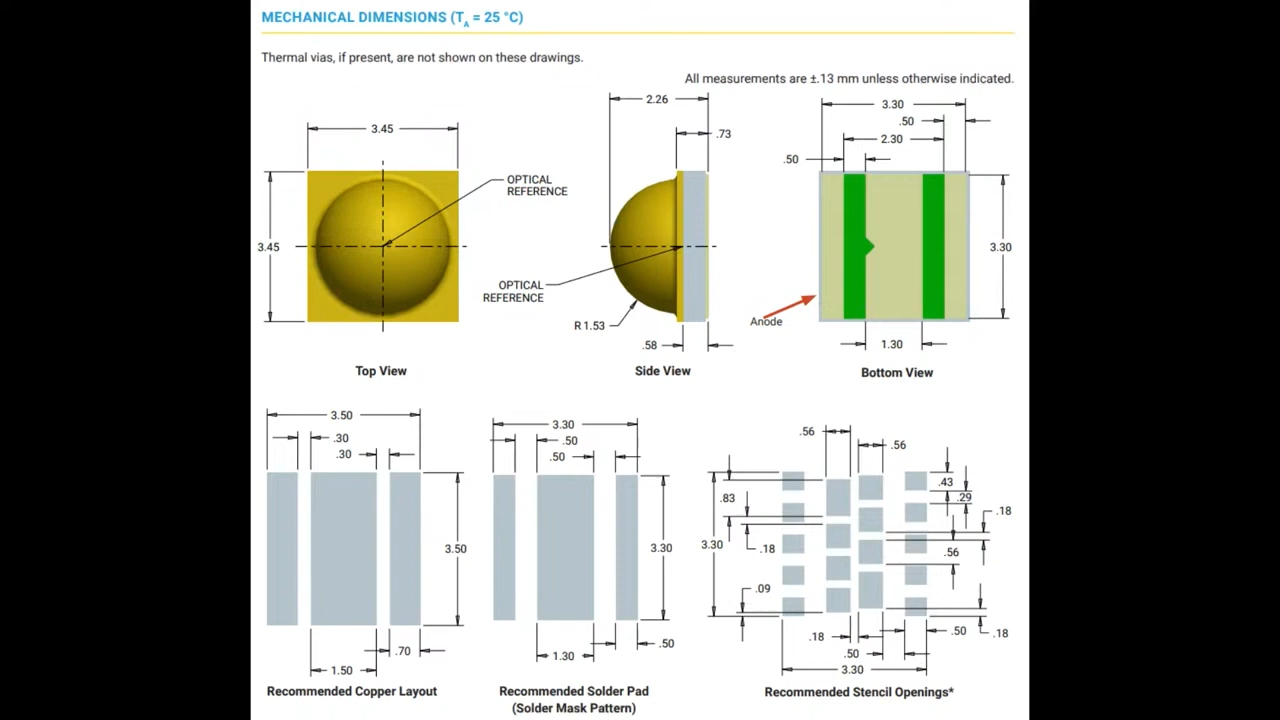 MECHANICAL DIMENSIONS (TA = 25 °C)
Thermal vias, if present, are not shown on these drawings.
All measurements are ±.13 mm unless otherwise indicated.
3.45
3.45
OPTICAL
REFERENCE
Top View
2.26
.73
OPTICAL
REFERENCE
R 1.53
.58
Side View
3.30
.50
2.30
.50
3.30
Anode
1.30
Bottom View
3.50
.30
.30
3.50
.70
1.50
Recommended Copper Layout
3.30
.50
.50
3.30
.50
1.30
Recommended Solder Pad
(Solder Mask Pattern)
.56
.56
.43
.29
.83
.18
3.30
.18
.56
.09
.18
.50
.18
.50
3.30
Recommended Stencil Openings*